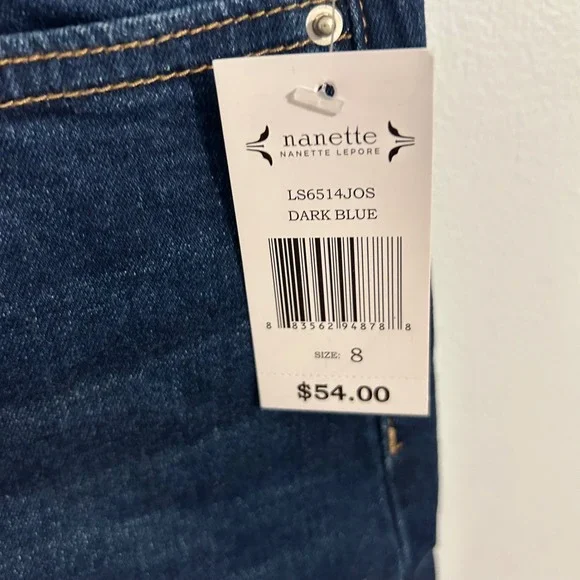 nanette
NANETTE LEPORE
LS6514JOS
DARK BLUE
8 83562 94878 8
SIZE: 8
$54.00